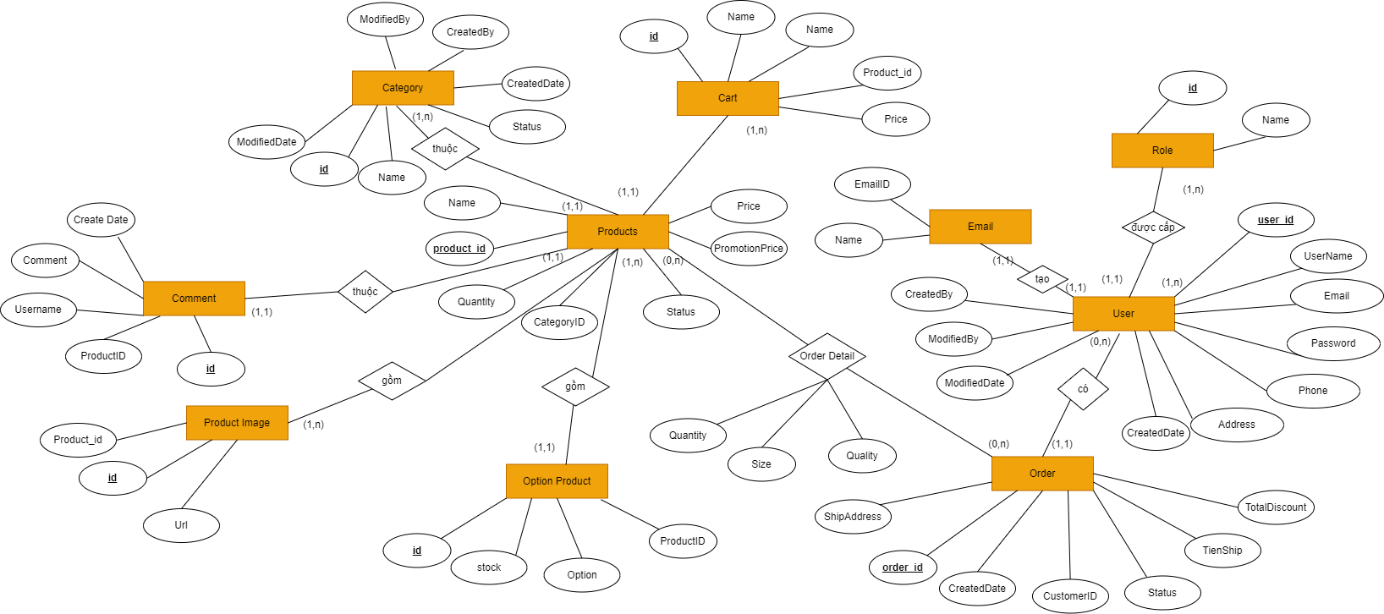 ModifiedBy
CreatedBy
Category
CreatedDate
Status
(1,n)
ModifiedDate
id
Name
thuộc
id
Name
Name
Product_id
Cart
Price
(1,n)
(1,1)
id
Name
Role
(1,n)
được cấp
(1,1)
EmailID
Name
Email
(1,1)
tạo
(1,1)
Name
(1,1)
Price
product_id
Products
PromotionPrice
(1,1)
(1,n)
(0,n)
Quantity
CategoryID
Status
Create Date
Comment
Comment
Username
ProductID
id
(1,1)
thuộc
user_id
(1,n)
UserName
CreatedBy
User
Email
ModifiedBy
(0,n)
Password
ModifiedDate
Phone
CreatedDate
Address
có
(1,1)
gồm
Product Image
(1,n)
Product_id
id
Url
gồm
(1,1)
Option Product
id
stock
Option
ProductID
Order Detail
Quantity
Size
Quality
(0,n)
Order
ShipAddress
order_id
CreatedDate
CustomerID
Status
TienShip
TotalDiscount